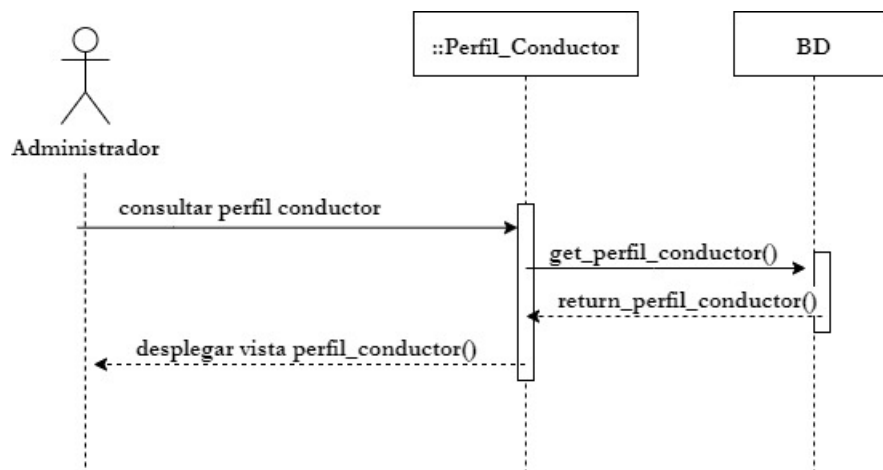 ::Perfil_Conductor
BD
Administrador
consultar perfil conductor
get_perfil_conductor()
return_perfil_conductor()
desplegar vista perfil_conductor()